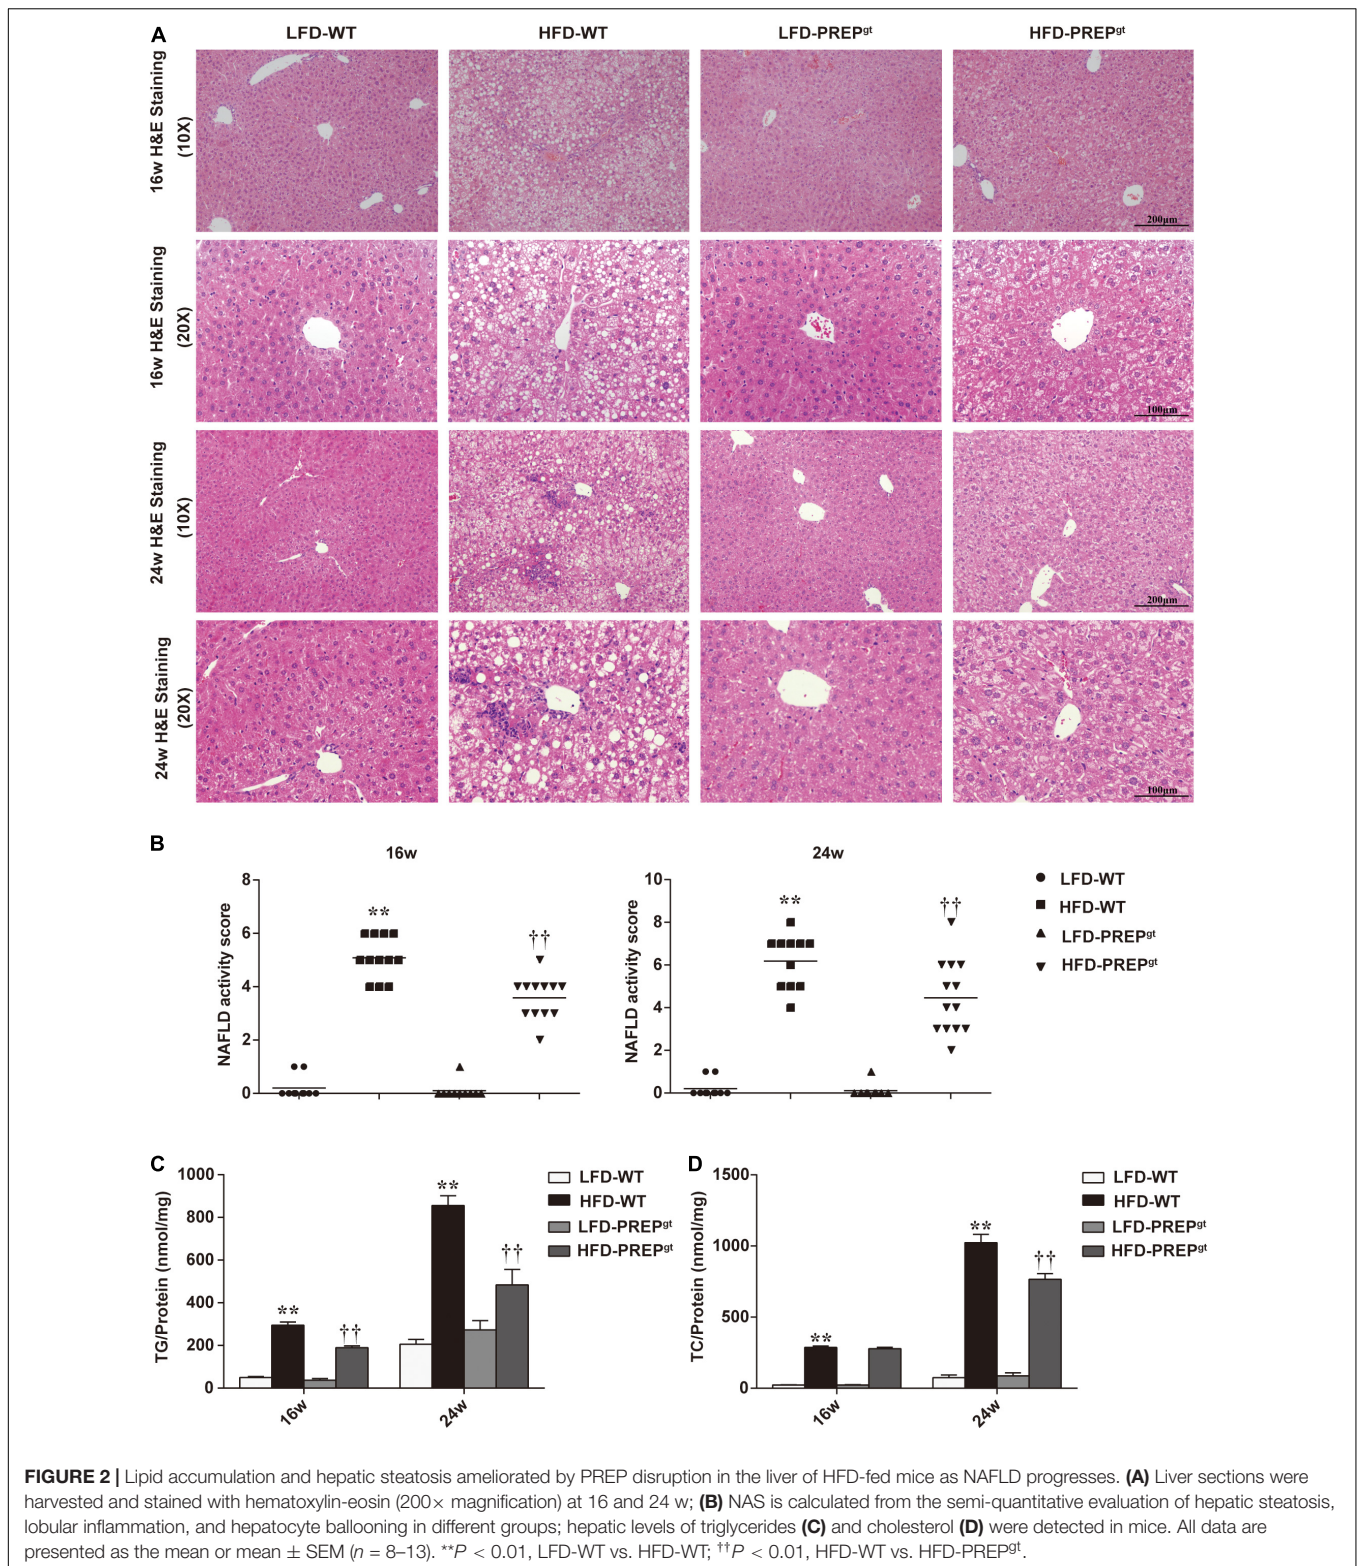 A
LFD-WT
HFD-WT
LFD-PREPgt
HFD-PREPgt
16w H&E Staining
(10X)
200μm
16w H&E Staining
(20X)
100μm
24w H&E Staining
(10X)
200μm
24w H&E Staining
(20X)
100μm
B
16w
NAFLD activity score
8
6
4
2
0
**
††
24w
NAFLD activity score
10
8
6
4
2
0
**
††
LFD-WT
HFD-WT
LFD-PREPgt
HFD-PREPgt
C
TG/Protein (nmol/mg)
1000
800
600
400
200
0
**
††
**
††
16w
24w
LFD-WT
HFD-WT
LFD-PREPgt
HFD-PREPgt
D
TC/Protein (nmol/mg)
1500
1000
500
0
**
**
††
16w
24w
LFD-WT
HFD-WT
LFD-PREPgt
HFD-PREPgt
FIGURE 2 | Lipid accumulation and hepatic steatosis ameliorated by PREP disruption in the liver of HFD-fed mice as NAFLD progresses. (A) Liver sections were
harvested and stained with hematoxylin-eosin (200× magnification) at 16 and 24 w; (B) NAS is calculated from the semi-quantitative evaluation of hepatic steatosis,
lobular inflammation, and hepatocyte ballooning in different groups; hepatic levels of triglycerides (C) and cholesterol (D) were detected in mice. All data are
presented as the mean or mean ± SEM (n = 8–13). **P < 0.01, LFD-WT vs. HFD-WT; ††P < 0.01, HFD-WT vs. HFD-PREPgt.